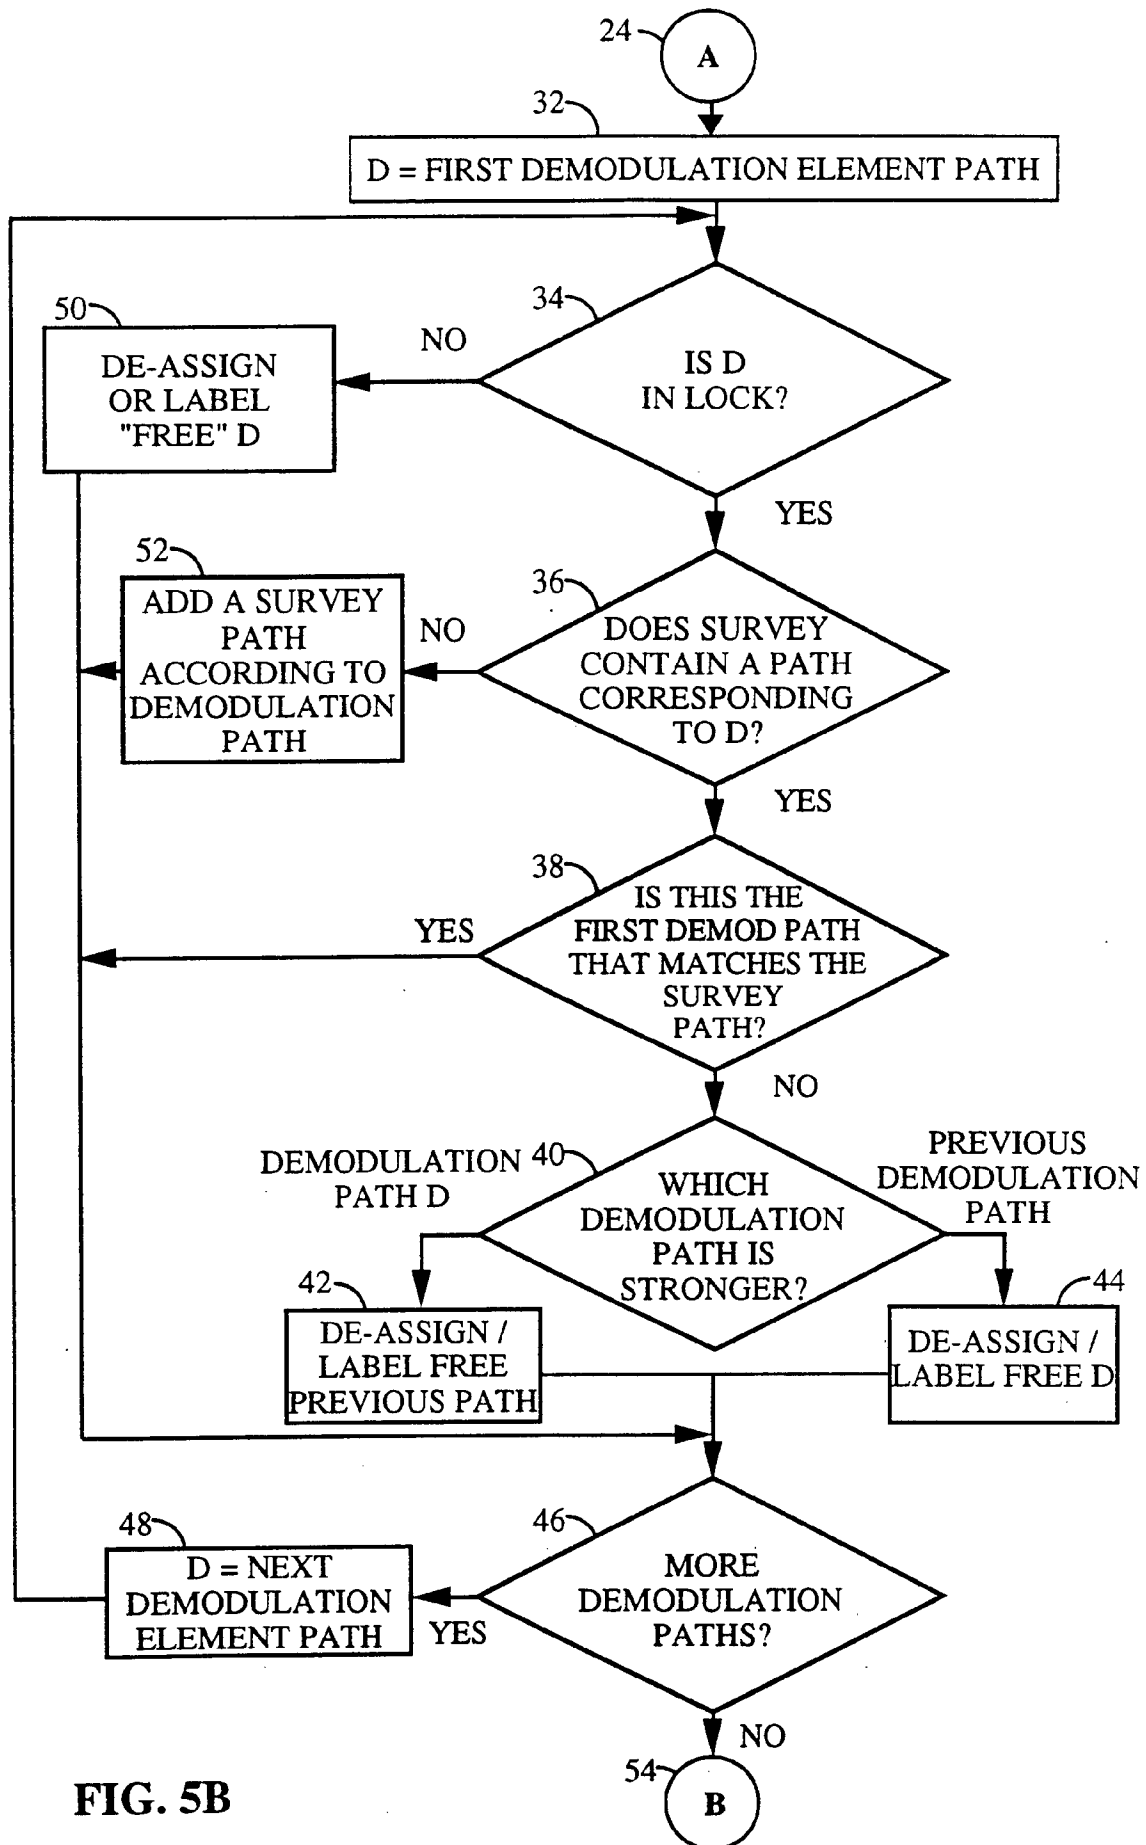 24
A
32
D = FIRST DEMODULATION ELEMENT PATH
34
IS D
IN LOCK?
NO
50
DE-ASSIGN
OR LABEL
"FREE" D
YES
36
DOES SURVEY
CONTAIN A PATH
CORRESPONDING
TO D?
NO
52
ADD A SURVEY
PATH
ACCORDING TO
DEMODULATION
PATH
YES
38
IS THIS THE
FIRST DEMOD PATH
THAT MATCHES THE
SURVEY
PATH?
YES
NO
40
WHICH
DEMODULATION
PATH IS
STRONGER?
DEMODULATION
PATH D
PREVIOUS
DEMODULATION
PATH
42
DE-ASSIGN /
LABEL FREE
PREVIOUS PATH
44
DE-ASSIGN /
LABEL FREE D
46
MORE
DEMODULATION
PATHS?
YES
48
D = NEXT
DEMODULATION
ELEMENT PATH
NO
54
B
FIG. 5B